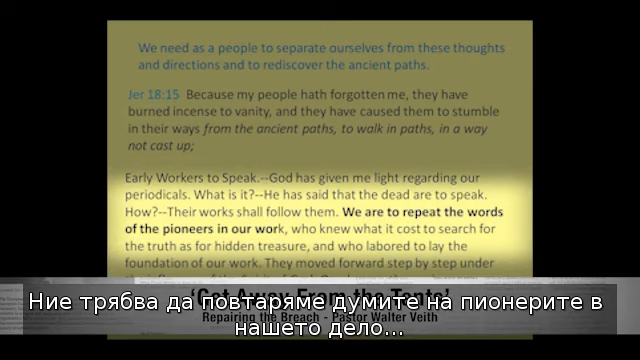 We need as a people to separate ourselves from these thoughts
and directions and to rediscover the ancient paths.
Jer 18:15 Because my people hath forgotten me, they have
burned incense to vanity, and they have caused them to stumble
in their ways from the ancient paths, to walk in paths, in a way
not cast up;
Early Workers to Speak.--God has given me light regarding our
periodicals. What is it?--He has said that the dead are to speak.
How?--Their works shall follow them. We are to repeat the words
of the pioneers in our work, who knew what it cost to search for
the truth as for hidden treasure, and who labored to lay the
foundation of our work. They moved forward step by step under
'Get Away From the Tents'
Ние трябва да повтаряме думите на пионерите в
Repairing the Breach - Pastor Walter Veith
нашето дело...